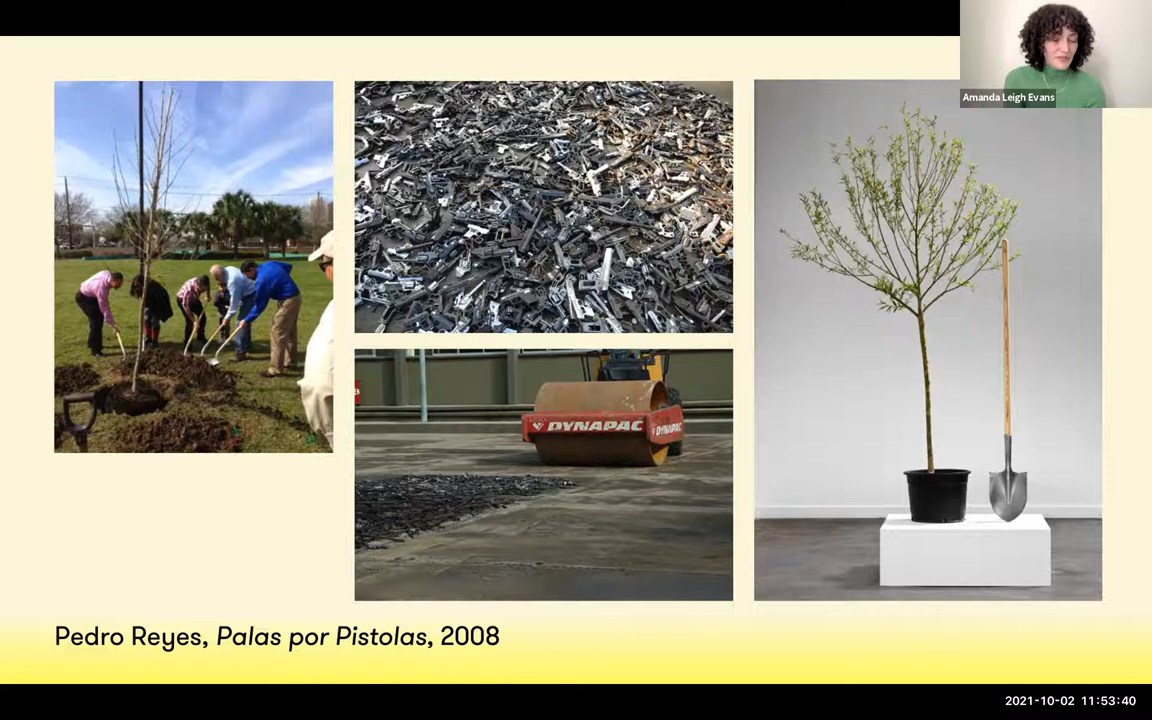 Amanda Leigh Evans
DYNAPAC
DYNAPAC
Pedro Reyes, Palas por Pistolas, 2008
2021-10-02 11:53:40